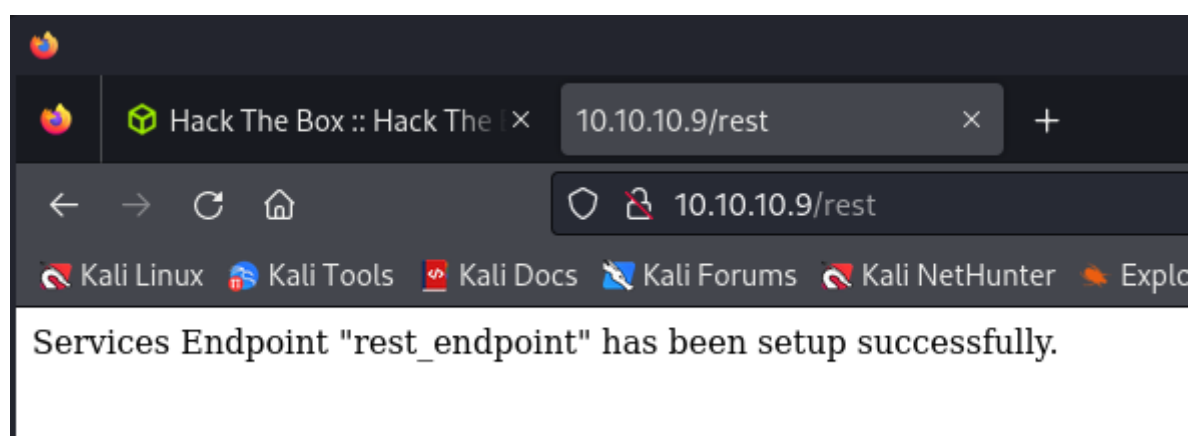 Hack The Box :: Hack The
10.10.10.9/rest
10.10.10.9/rest
Kali Linux Kali Tools Kali Docs Kali Forums Kali NetHunter Explo
Services Endpoint "rest_endpoint" has been setup successfully.